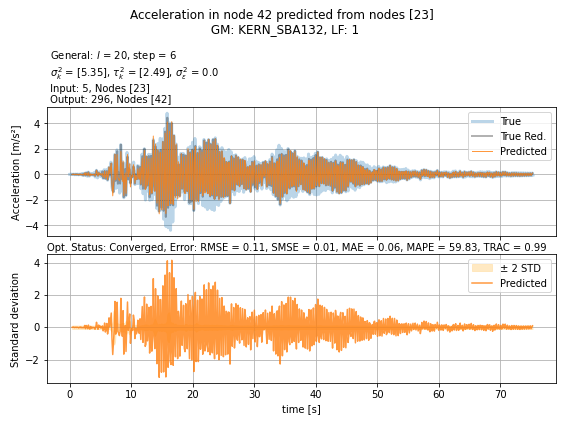 Acceleration in node 42 predicted from nodes [23]
GM: KERN_SBA132, LF: 1
General: l = 20, step = 6
σ²ₖ = [5.35], τ²ₖ = [2.49], σ²ε = 0.0
Input: 5, Nodes [23]
Output: 296, Nodes [42]
Acceleration [m/s²]
4
2
0
−2
−4
True
True Red.
Predicted
Opt. Status: Converged, Error: RMSE = 0.11, SMSE = 0.01, MAE = 0.06, MAPE = 59.83, TRAC = 0.99
Standard deviation
4
2
0
−2
± 2 STD
Predicted
0 10 20 30 40 50 60 70
time [s]